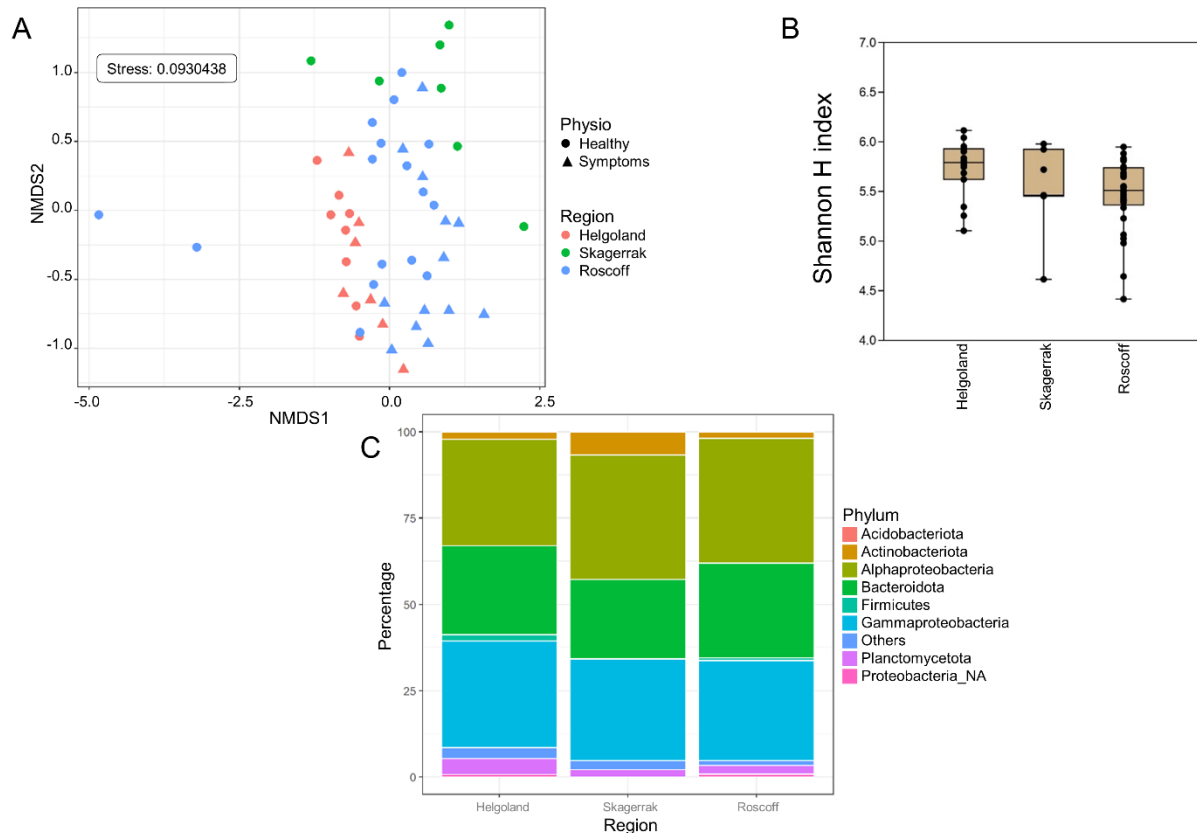 A
Stress: 0.0930438
NMDS2
1.0
0.5
0.0
-0.5
-1.0
-5.0
-2.5
0.0
2.5
NMDS1
Physio
Healthy
Symptoms
Region
Helgoland
Skagerrak
Roscoff
B
Shannon H index
7.0
6.5
6.0
5.5
5.0
4.5
4.0
Helgoland
Skagerrak
Roscoff
C
Percentage
100
75
50
25
0
Helgoland
Skagerrak
Roscoff
Region
Phylum
Acidobacteriota
Actinobacteriota
Alphaproteobacteria
Bacteroidota
Firmicutes
Gammaproteobacteria
Others
Planctomycetota
Proteobacteria_NA